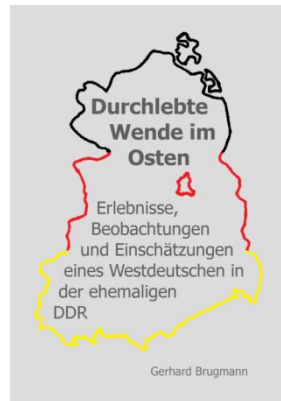 Durchlebte
Wende im
Osten
Erlebnisse,
Beobachtungen
und Einschätzungen
eines Westdeutschen in
der ehemaligen
DDR
Gerhard Brugmann